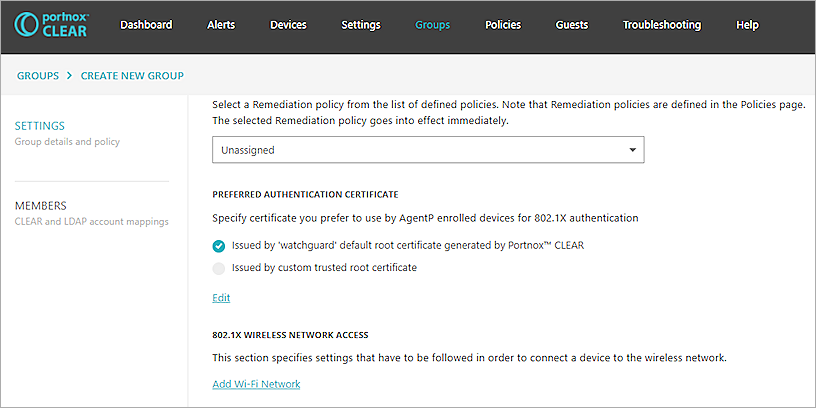 portnox™
CLEAR
Dashboard Alerts Devices Settings Groups Policies Guests Troubleshooting Help
GROUPS > CREATE NEW GROUP
SETTINGS
Group details and policy
MEMBERS
CLEAR and LDAP account mappings
Select a Remediation policy from the list of defined policies. Note that Remediation policies are defined in the Policies page.
The selected Remediation policy goes into effect immediately.
Unassigned
PREFERRED AUTHENTICATION CERTIFICATE
Specify certificate you prefer to use by AgentP enrolled devices for 802.1X authentication
Issued by 'watchguard' default root certificate generated by Portnox™ CLEAR
Issued by custom trusted root certificate
Edit
802.1X WIRELESS NETWORK ACCESS
This section specifies settings that have to be followed in order to connect a device to the wireless network.
Add Wi-Fi Network